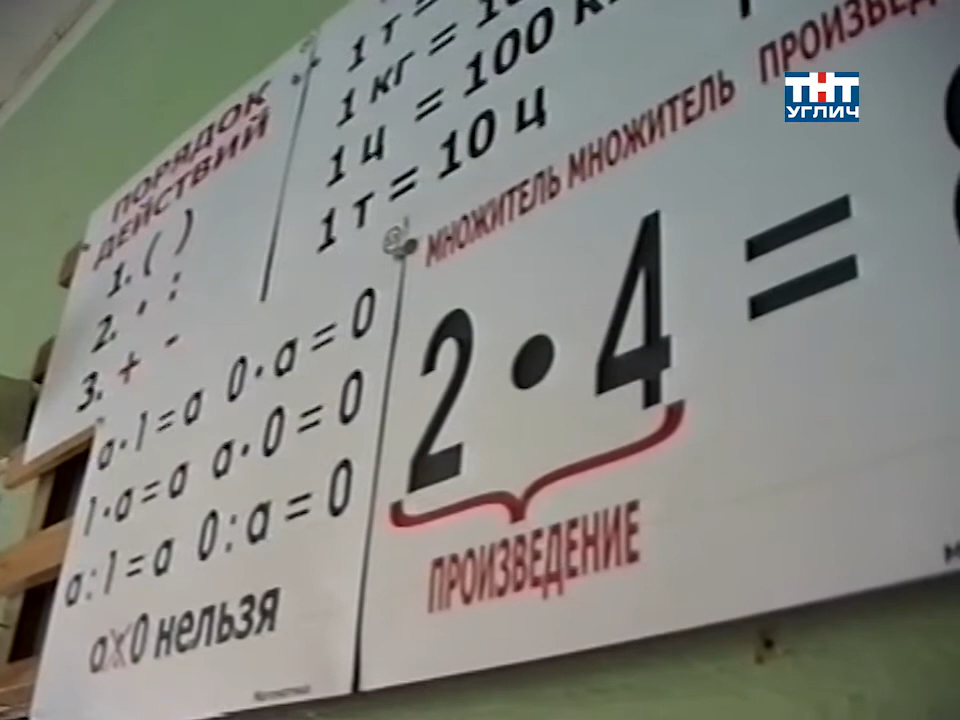 ТНТ
УГЛИЧ
ПОРЯДОК
ДЕЙСТВИЙ
1. ( )
2. · :
3. + -
1 т =
1 кг =
1 ц = 100 кг
1 т = 10 ц
a·1=a 0·a=0
1·a=a a·0=0
a:1=a 0:a=0
a:0 нельзя
МНОЖИТЕЛЬ МНОЖИТЕЛЬ ПРОИЗВЕД
2·4=
ПРОИЗВЕДЕНИЕ